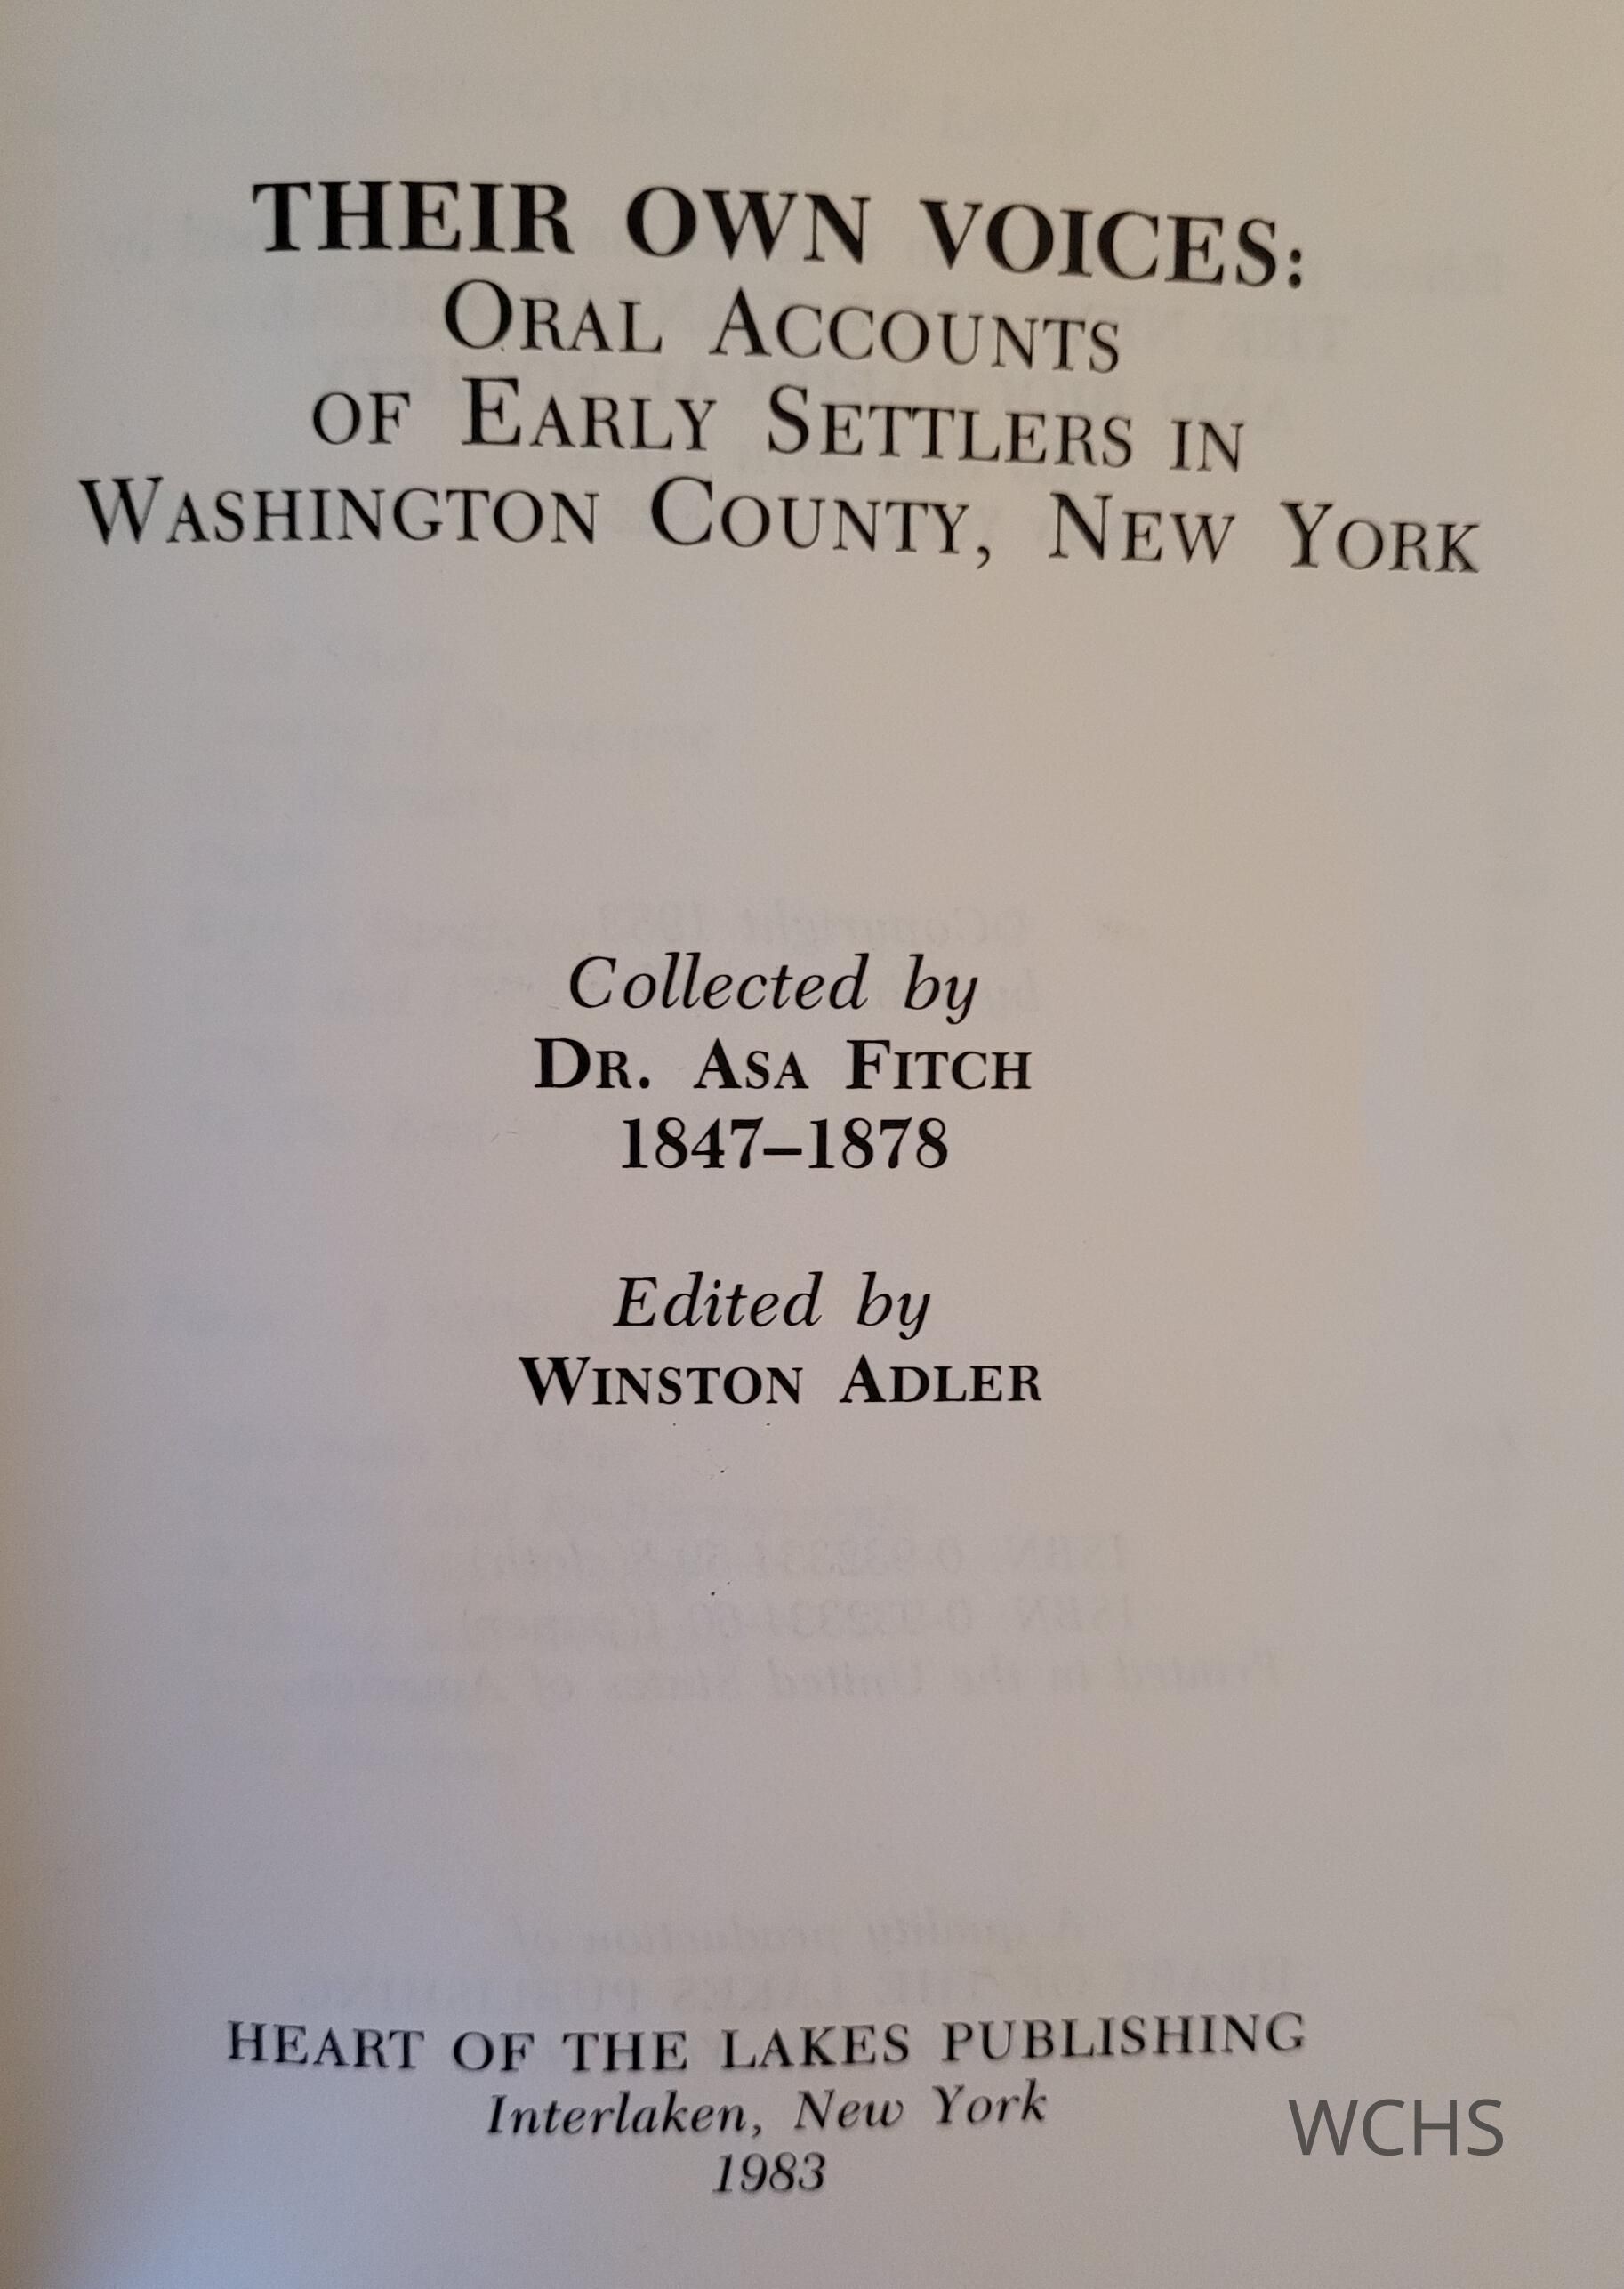 THEIR OWN VOICES:
ORAL ACCOUNTS
OF EARLY SETTLERS IN
WASHINGTON COUNTY, NEW YORK
Collected by
DR. ASA FITCH
1847–1878
Edited by
WINSTON ADLER
HEART OF THE LAKES PUBLISHING
Interlaken, New York
1983
WCHS